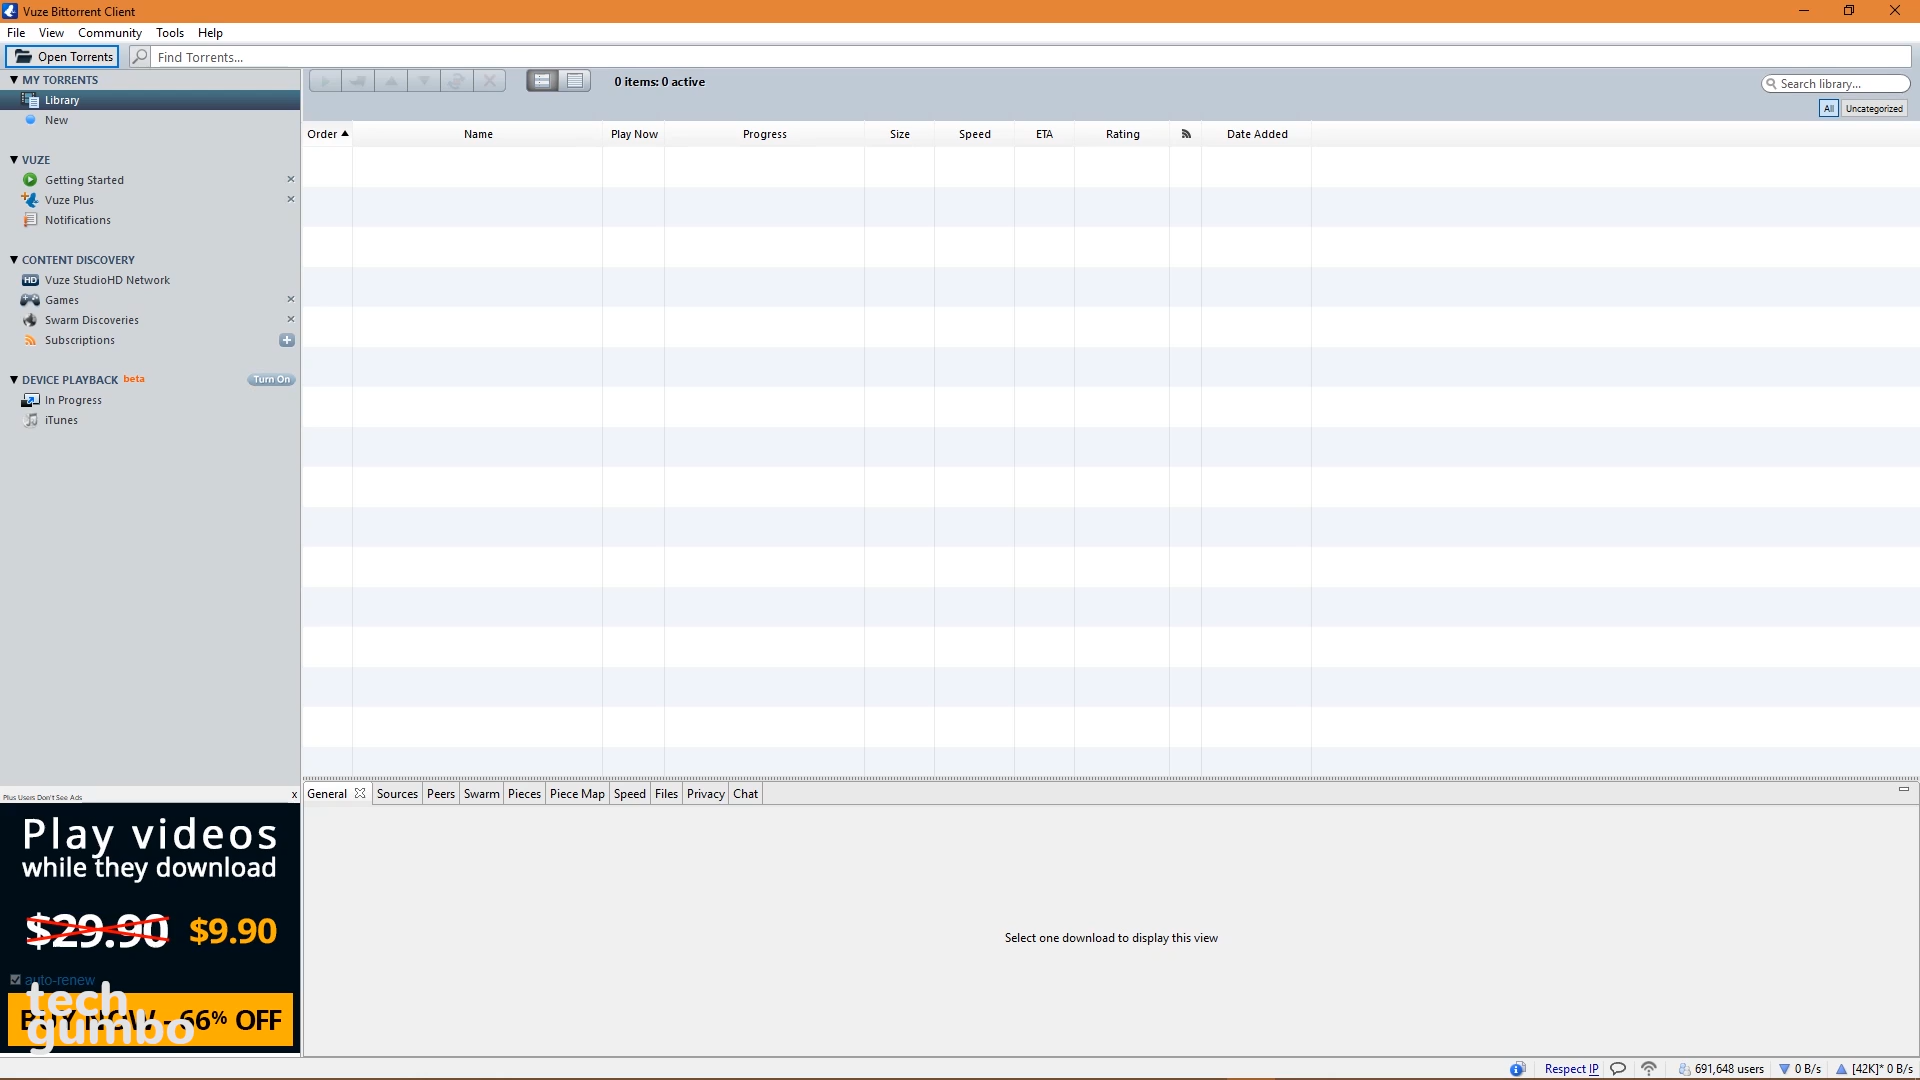 Vuze Bittorrent Client
File View Community Tools Help
Open Torrents Find Torrents...
MY TORRENTS
Library
New
VUZE
Getting Started
Vuze Plus
Notifications
CONTENT DISCOVERY
HD Vuze StudioHD Network
Games
Swarm Discoveries
Subscriptions
DEVICE PLAYBACK beta Turn On
In Progress
iTunes
0 items: 0 active
Search library...
All Uncategorized
Order Name Play Now Progress Size Speed ETA Rating Date Added
Plus Users Don't See Ads x
Play videos
while they download
$29.90 $9.90
auto-renew
BUY NOW - 66% OFF
tech
gumbo
General Sources Peers Swarm Pieces Piece Map Speed Files Privacy Chat
Select one download to display this view
Respect IP 691,648 users 0 B/s [42K]* 0 B/s